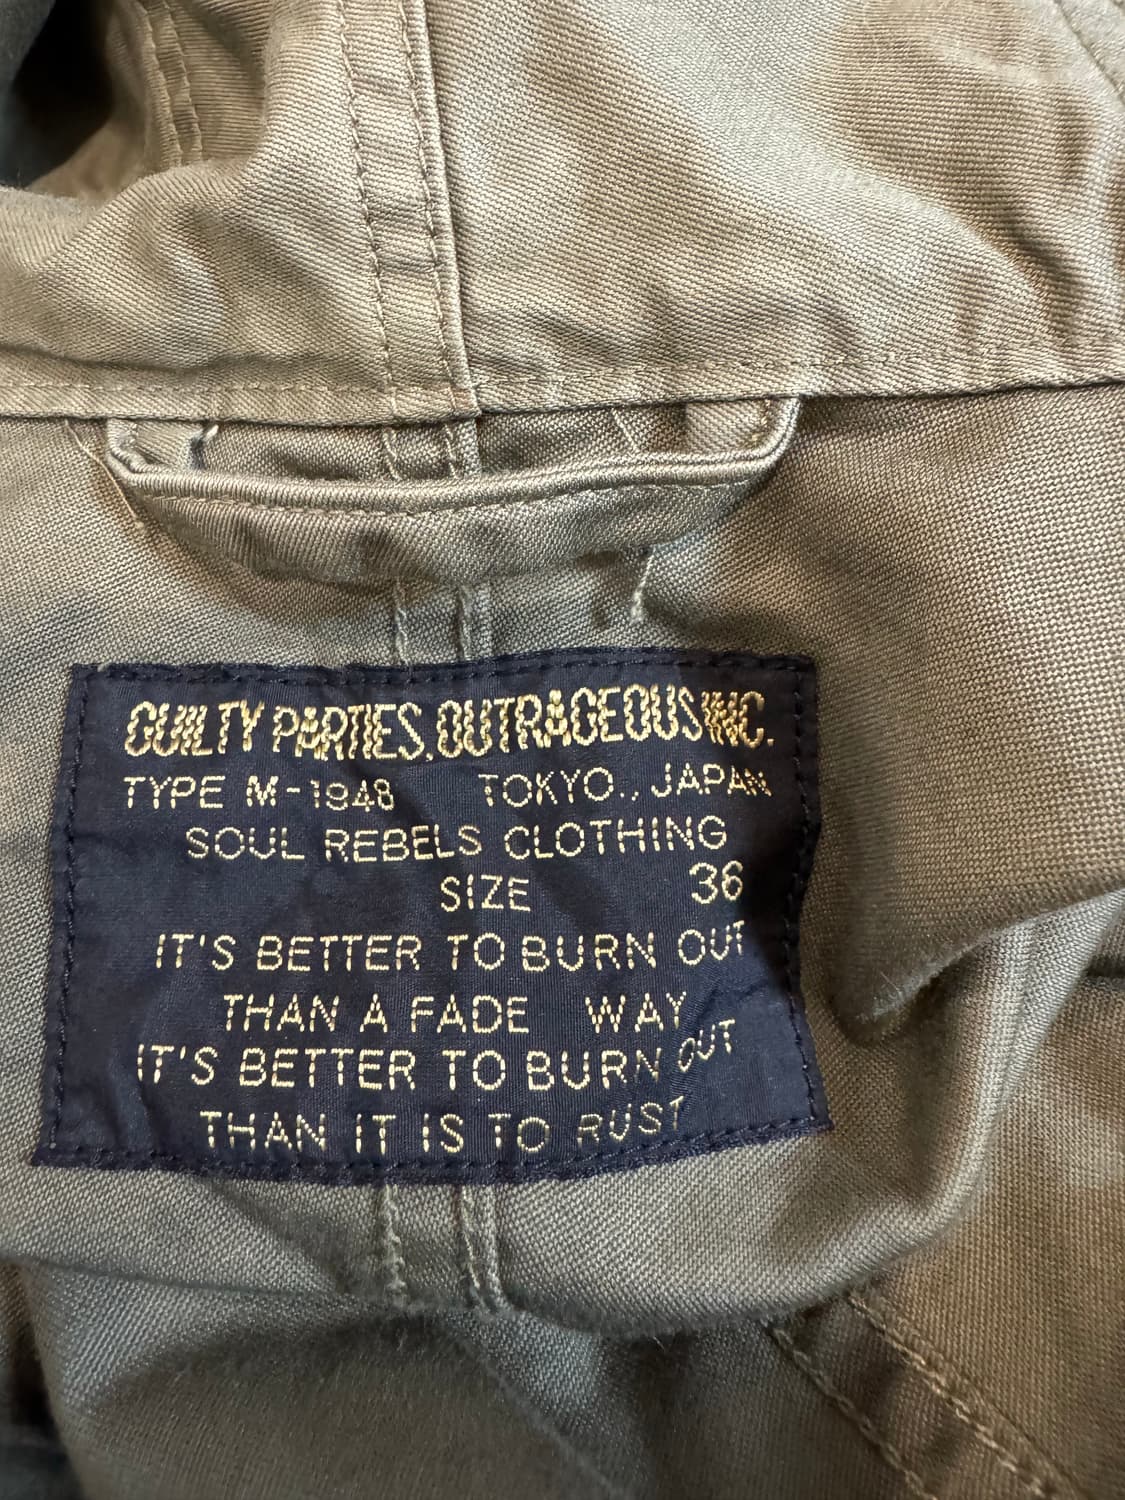 GUILTY PARTIES, OUTRAGEOUS INC.
TYPE M-1948 TOKYO., JAPAN
SOUL REBELS CLOTHING
SIZE 36
IT'S BETTER TO BURN OUT
THAN A FADE WAY
IT'S BETTER TO BURN OUT
THAN IT IS TO RUST